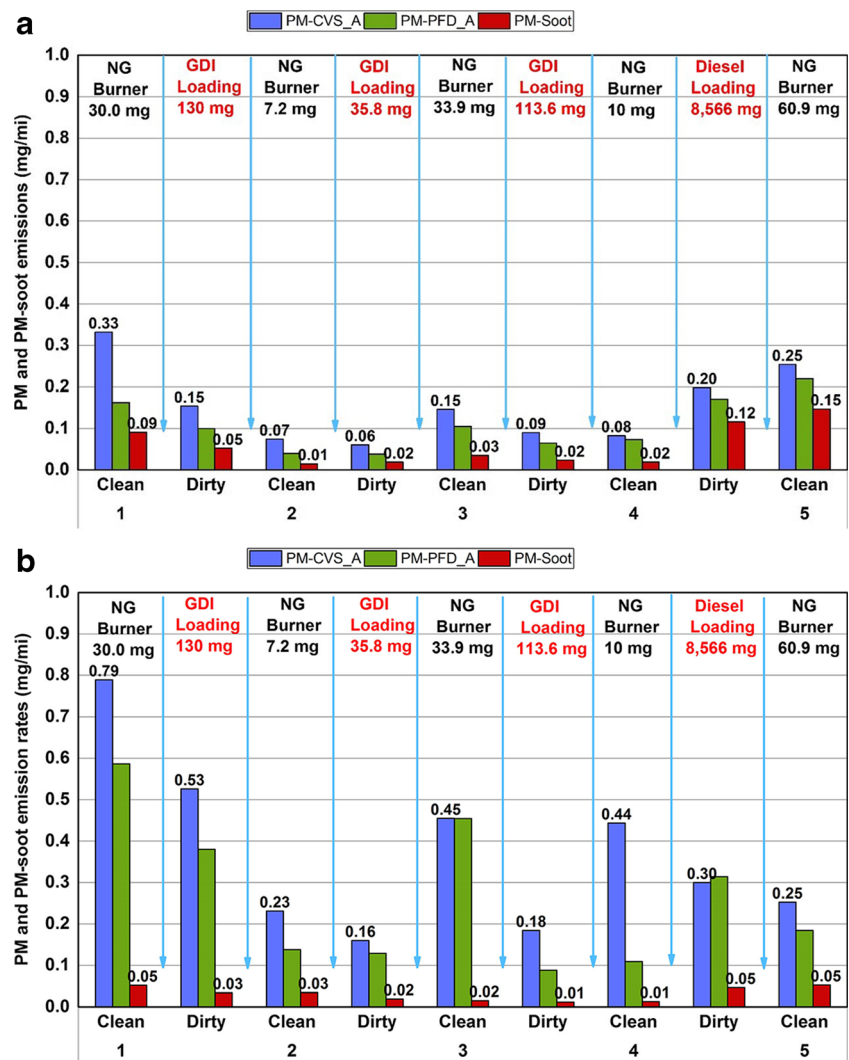 a
PM-CVS_A PM-PFD_A PM-Soot
PM and PM-soot emissions (mg/mi)
1.0
0.9
0.8
0.7
0.6
0.5
0.4
0.3
0.2
0.1
0.0
NG GDI NG GDI NG GDI NG Diesel NG
Burner Loading Burner Loading Burner Loading Burner Loading Burner
30.0 mg 130 mg 7.2 mg 35.8 mg 33.9 mg 113.6 mg 10 mg 8,566 mg 60.9 mg
0.33 0.09 0.15 0.05 0.07 0.01 0.06 0.02 0.15 0.03 0.09 0.02 0.08 0.02 0.20 0.12 0.25 0.15
Clean Dirty Clean Dirty Clean Dirty Clean Dirty Clean
1 2 3 4 5
b
PM-CVS_A PM-PFD_A PM-Soot
PM and PM-soot emission rates (mg/mi)
1.0
0.9
0.8
0.7
0.6
0.5
0.4
0.3
0.2
0.1
0.0
NG GDI NG GDI NG GDI NG Diesel NG
Burner Loading Burner Loading Burner Loading Burner Loading Burner
30.0 mg 130 mg 7.2 mg 35.8 mg 33.9 mg 113.6 mg 10 mg 8,566 mg 60.9 mg
0.79 0.05 0.53 0.03 0.23 0.03 0.16 0.02 0.45 0.02 0.18 0.01 0.44 0.01 0.30 0.05 0.25 0.05
Clean Dirty Clean Dirty Clean Dirty Clean Dirty Clean
1 2 3 4 5